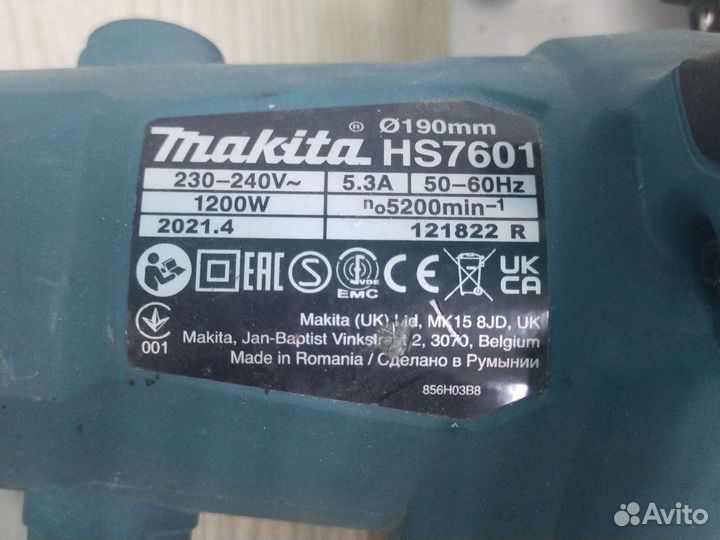 Makita® Ø190mm HS7601
230-240V~ 5.3A 50-60Hz
1200W n₀5200min⁻¹
2021.4 121822 R
EAC S VDE EMC CE UK CA
001
Makita (UK) Ltd, MK15 8JD, UK
Makita, Jan-Baptist 2, 3070, Belgium
Made in Romania / Сделано в Румынии
856H03B8
Avito